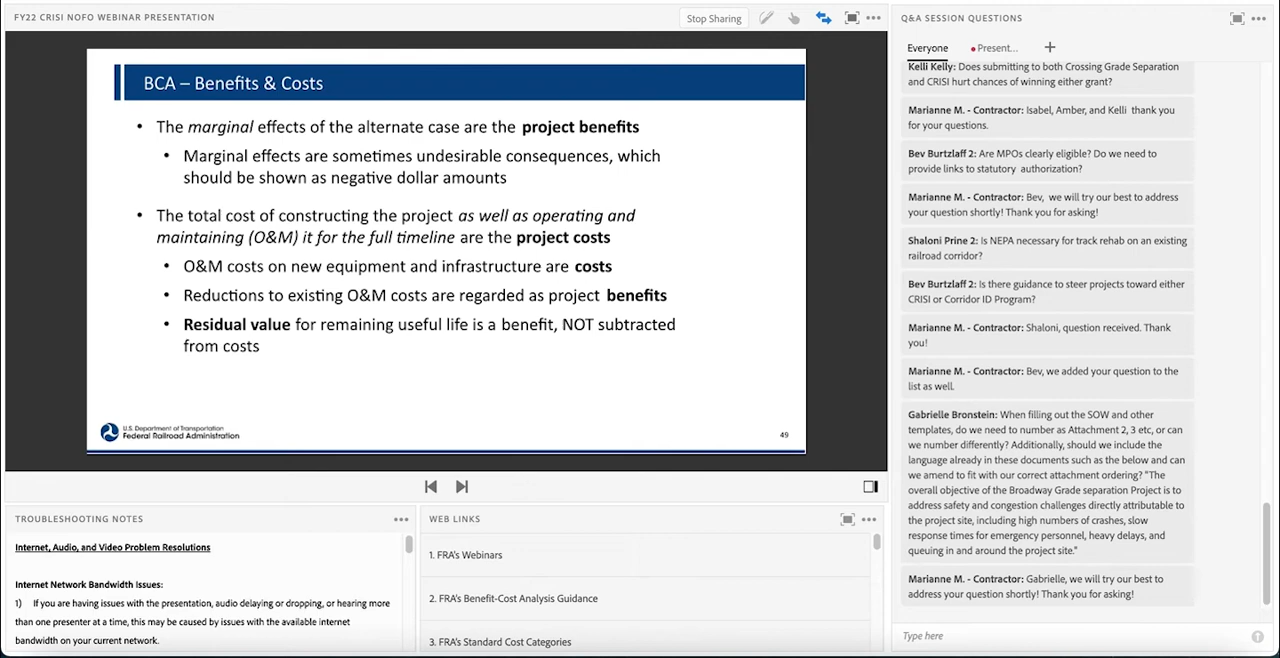 FY22 CRISI NOFO WEBINAR PRESENTATION
Stop Sharing
BCA – Benefits & Costs
• The marginal effects of the alternate case are the project benefits
• Marginal effects are sometimes undesirable consequences, which
should be shown as negative dollar amounts
• The total cost of constructing the project as well as operating and
maintaining (O&M) it for the full timeline are the project costs
• O&M costs on new equipment and infrastructure are costs
• Reductions to existing O&M costs are regarded as project benefits
• Residual value for remaining useful life is a benefit, NOT subtracted
from costs
U.S. Department of Transportation
Federal Railroad Administration
49
TROUBLESHOOTING NOTES
Internet, Audio, and Video Problem Resolutions
Internet Network Bandwidth Issues:
1) If you are having issues with the presentation, audio delaying or dropping, or hearing more
than one presenter at a time, this may be caused by issues with the available internet
bandwidth on your current network.
WEB LINKS
1. FRA's Webinars
2. FRA's Benefit-Cost Analysis Guidance
3. FRA's Standard Cost Categories
Q&A SESSION QUESTIONS
Everyone
Present...
Kelli Kelly: Does submitting to both Crossing Grade Separation
and CRISI hurt chances of winning either grant?
Marianne M. - Contractor: Isabel, Amber, and Kelli thank you
for your questions.
Bev Burtzlaff 2: Are MPOs clearly eligible? Do we need to
provide links to statutory authorization?
Marianne M. - Contractor: Bev, we will try our best to address
your question shortly! Thank you for asking!
Shaloni Prine 2: Is NEPA necessary for track rehab on an existing
railroad corridor?
Bev Burtzlaff 2: Is there guidance to steer projects toward either
CRISI or Corridor ID Program?
Marianne M. - Contractor: Shaloni, question received. Thank
you!
Marianne M. - Contractor: Bev, we added your question to the
list as well.
Gabrielle Bronstein: When filling out the SOW and other
templates, do we need to number as Attachment 2, 3 etc, or can
we number differently? Additionally, should we include the
language already in these documents such as the below and can
we amend to fit with our correct attachment ordering? "The
overall objective of the Broadway Grade separation Project is to
address safety and congestion challenges directly attributable to
the project site, including high numbers of crashes, slow
response times for emergency personnel, heavy delays, and
queuing in and around the project site."
Marianne M. - Contractor: Gabrielle, we will try our best to
address your question shortly! Thank you for asking!
Type here